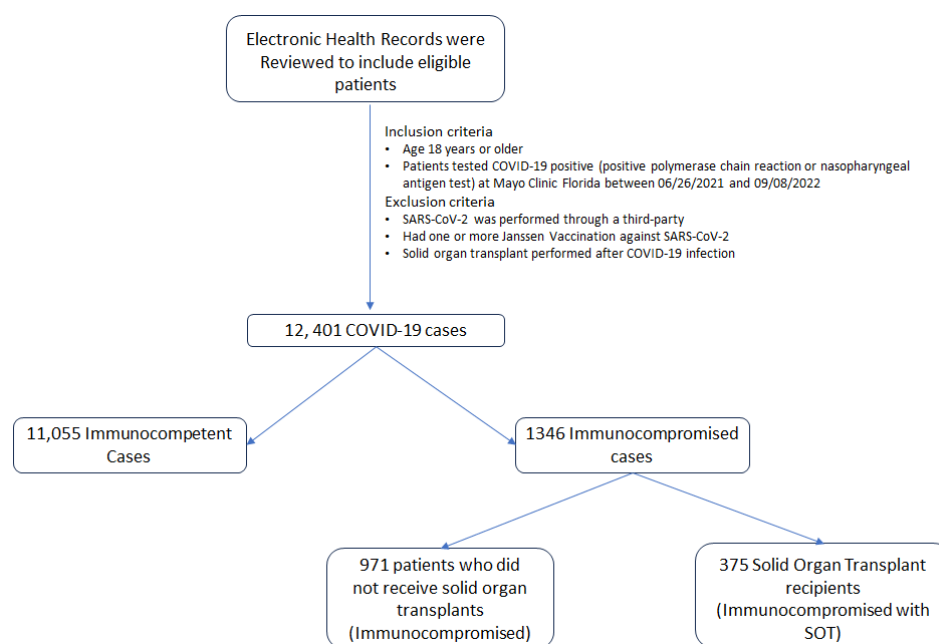 Electronic Health Records were
Reviewed to include eligible
patients
Inclusion criteria
• Age 18 years or older
• Patients tested COVID-19 positive (positive polymerase chain reaction or nasopharyngeal
antigen test) at Mayo Clinic Florida between 06/26/2021 and 09/08/2022
Exclusion criteria
• SARS-CoV-2 was performed through a third-party
• Had one or more Janssen Vaccination against SARS-CoV-2
• Solid organ transplant performed after COVID-19 infection
12, 401 COVID-19 cases
11,055 Immunocompetent
Cases
1346 Immunocompromised
cases
971 patients who did
not receive solid organ
transplants
(Immunocompromised)
375 Solid Organ Transplant
recipients
(Immunocompromised with
SOT)